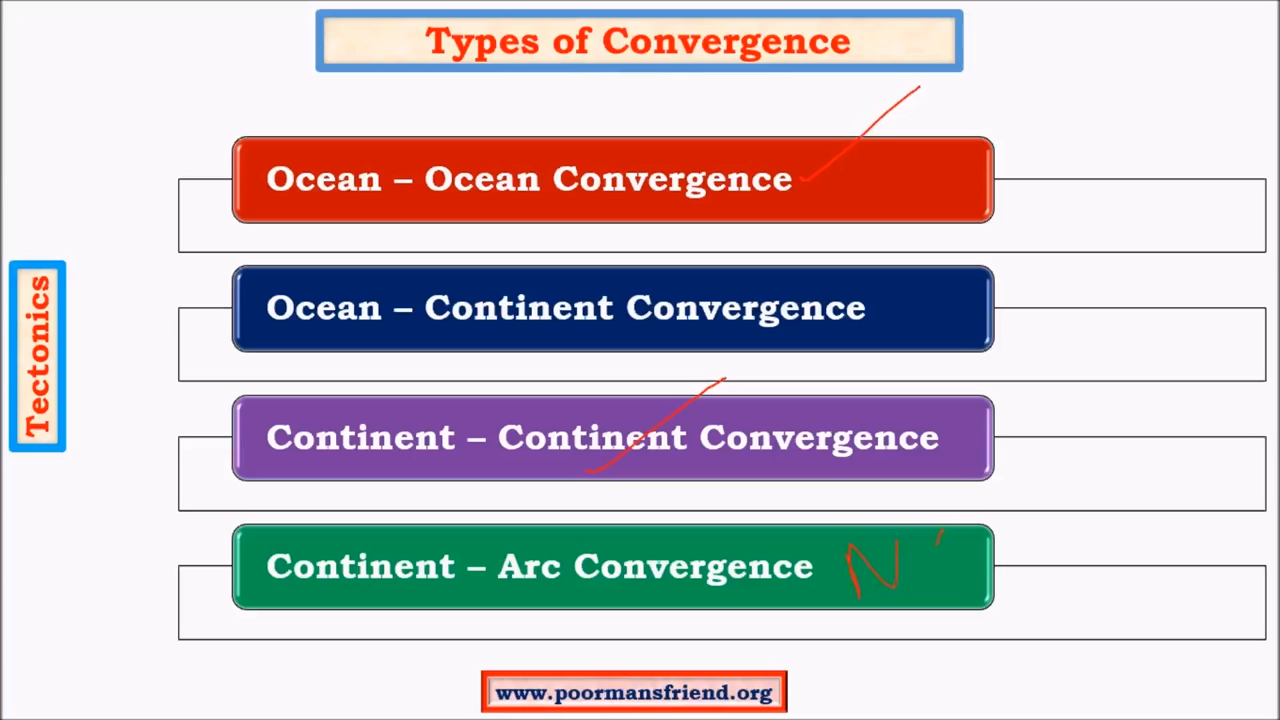 Types of Convergence
Ocean – Ocean Convergence
Ocean – Continent Convergence
Tectonics
Continent – Continent Convergence
Continent – Arc Convergence N
www.poormansfriend.org